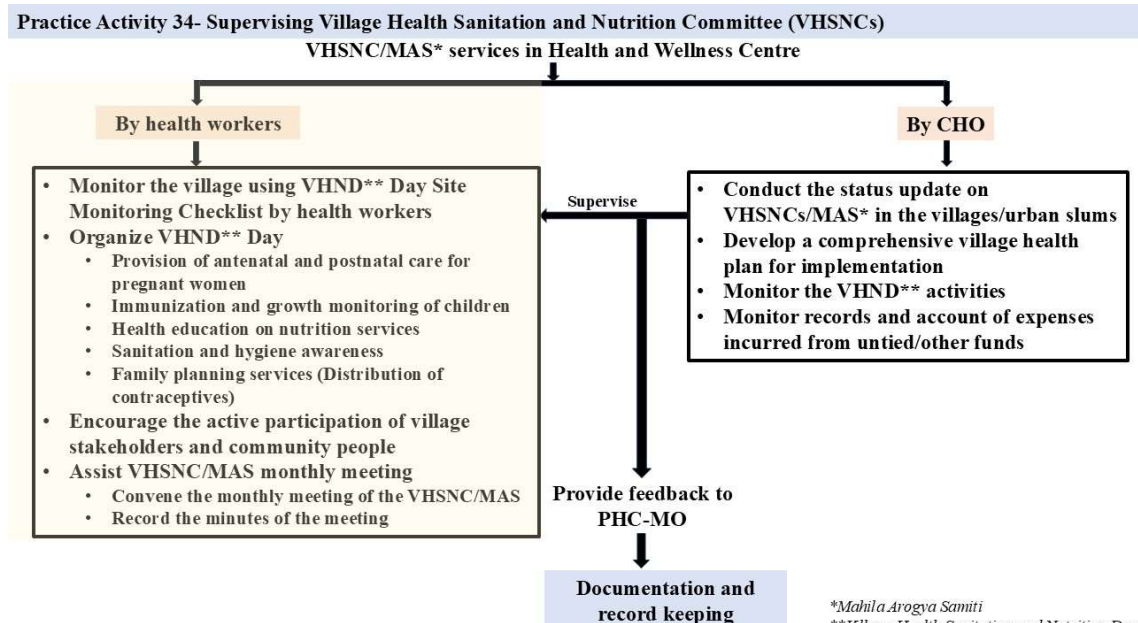 Practice Activity 34- Supervising Village Health Sanitation and Nutrition Committee (VHSNCs)
VHSNC/MAS* services in Health and Wellness Centre
By health workers
• Monitor the village using VHND** Day Site
Monitoring Checklist by health workers
• Organize VHND** Day
• Provision of antenatal and postnatal care for
pregnant women
• Immunization and growth monitoring of children
• Health education on nutrition services
• Sanitation and hygiene awareness
• Family planning services (Distribution of
contraceptives)
• Encourage the active participation of village
stakeholders and community people
• Assist VHSNC/MAS monthly meeting
• Convene the monthly meeting of the VHSNC/MAS
• Record the minutes of the meeting
Supervise
By CHO
• Conduct the status update on
VHSNCs/MAS* in the villages/urban slums
• Develop a comprehensive village health
plan for implementation
• Monitor the VHND** activities
• Monitor records and account of expenses
incurred from untied/other funds
Provide feedback to
PHC-MO
Documentation and
record keeping
*Mahila Arogya Samiti